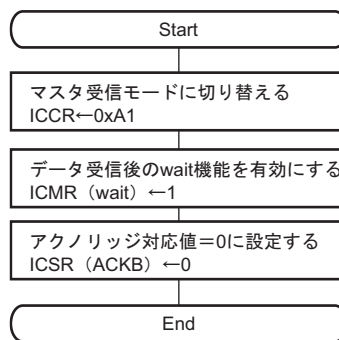 Start
マスタ受信モードに切り替える
ICCR←0xA1
データ受信後のwait機能を有効にする
ICMR（wait）←1
アクノリッジ対応値＝0に設定する
ICSR（ACKB）←0
End